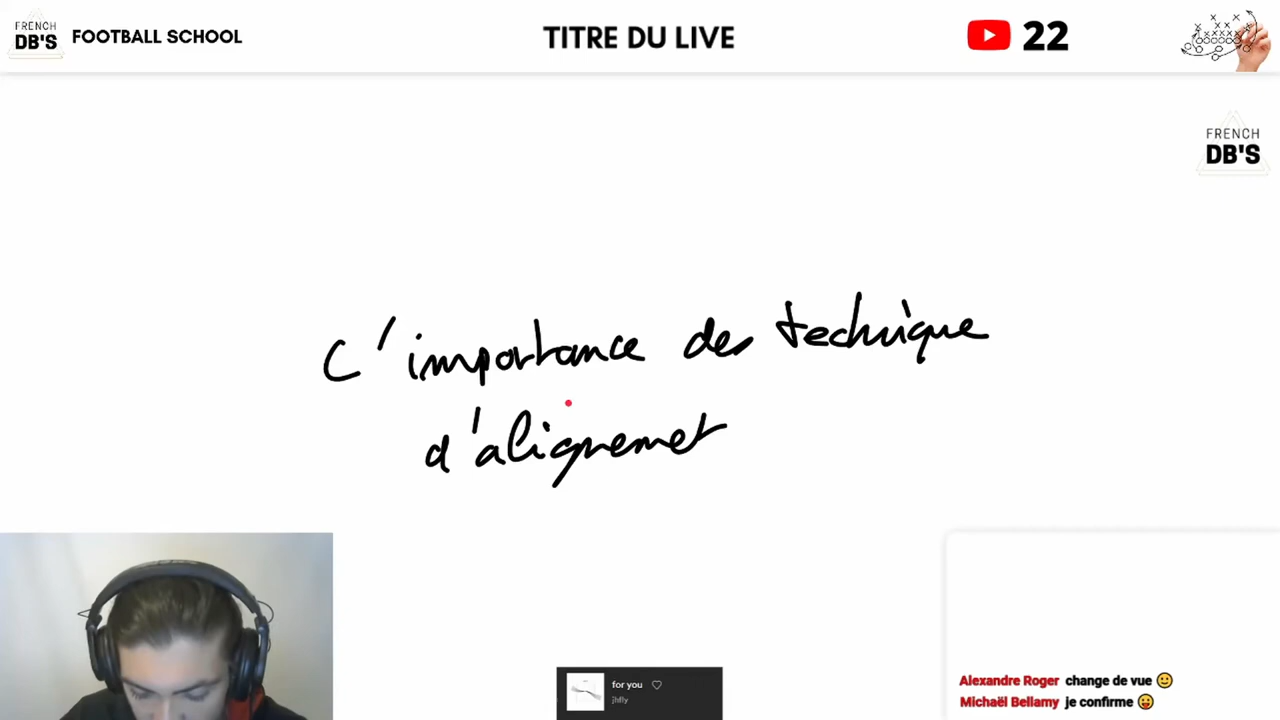 FRENCH
DB'S
FOOTBALL SCHOOL
TITRE DU LIVE
22
FRENCH
DB'S
C'importance des technique
d'alignemet
for you
jhfly
Alexandre Roger change de vue 🙂
Michaël Bellamy je confirme 😛